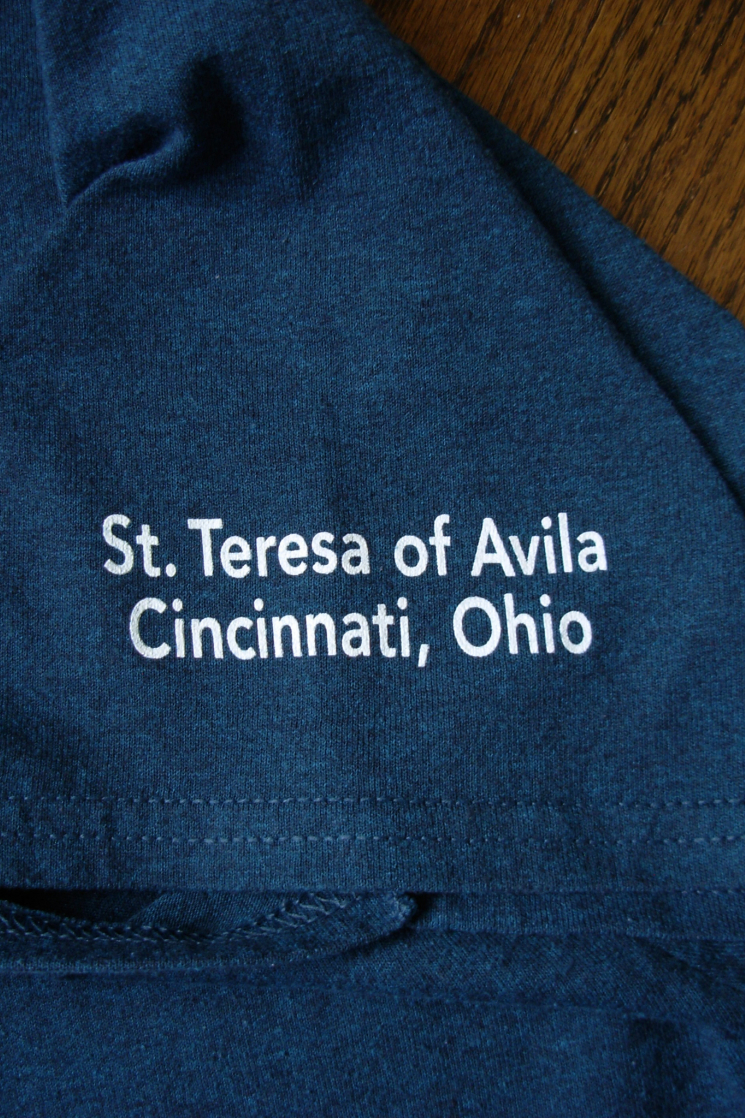 St. Teresa of Avila
Cincinnati, Ohio